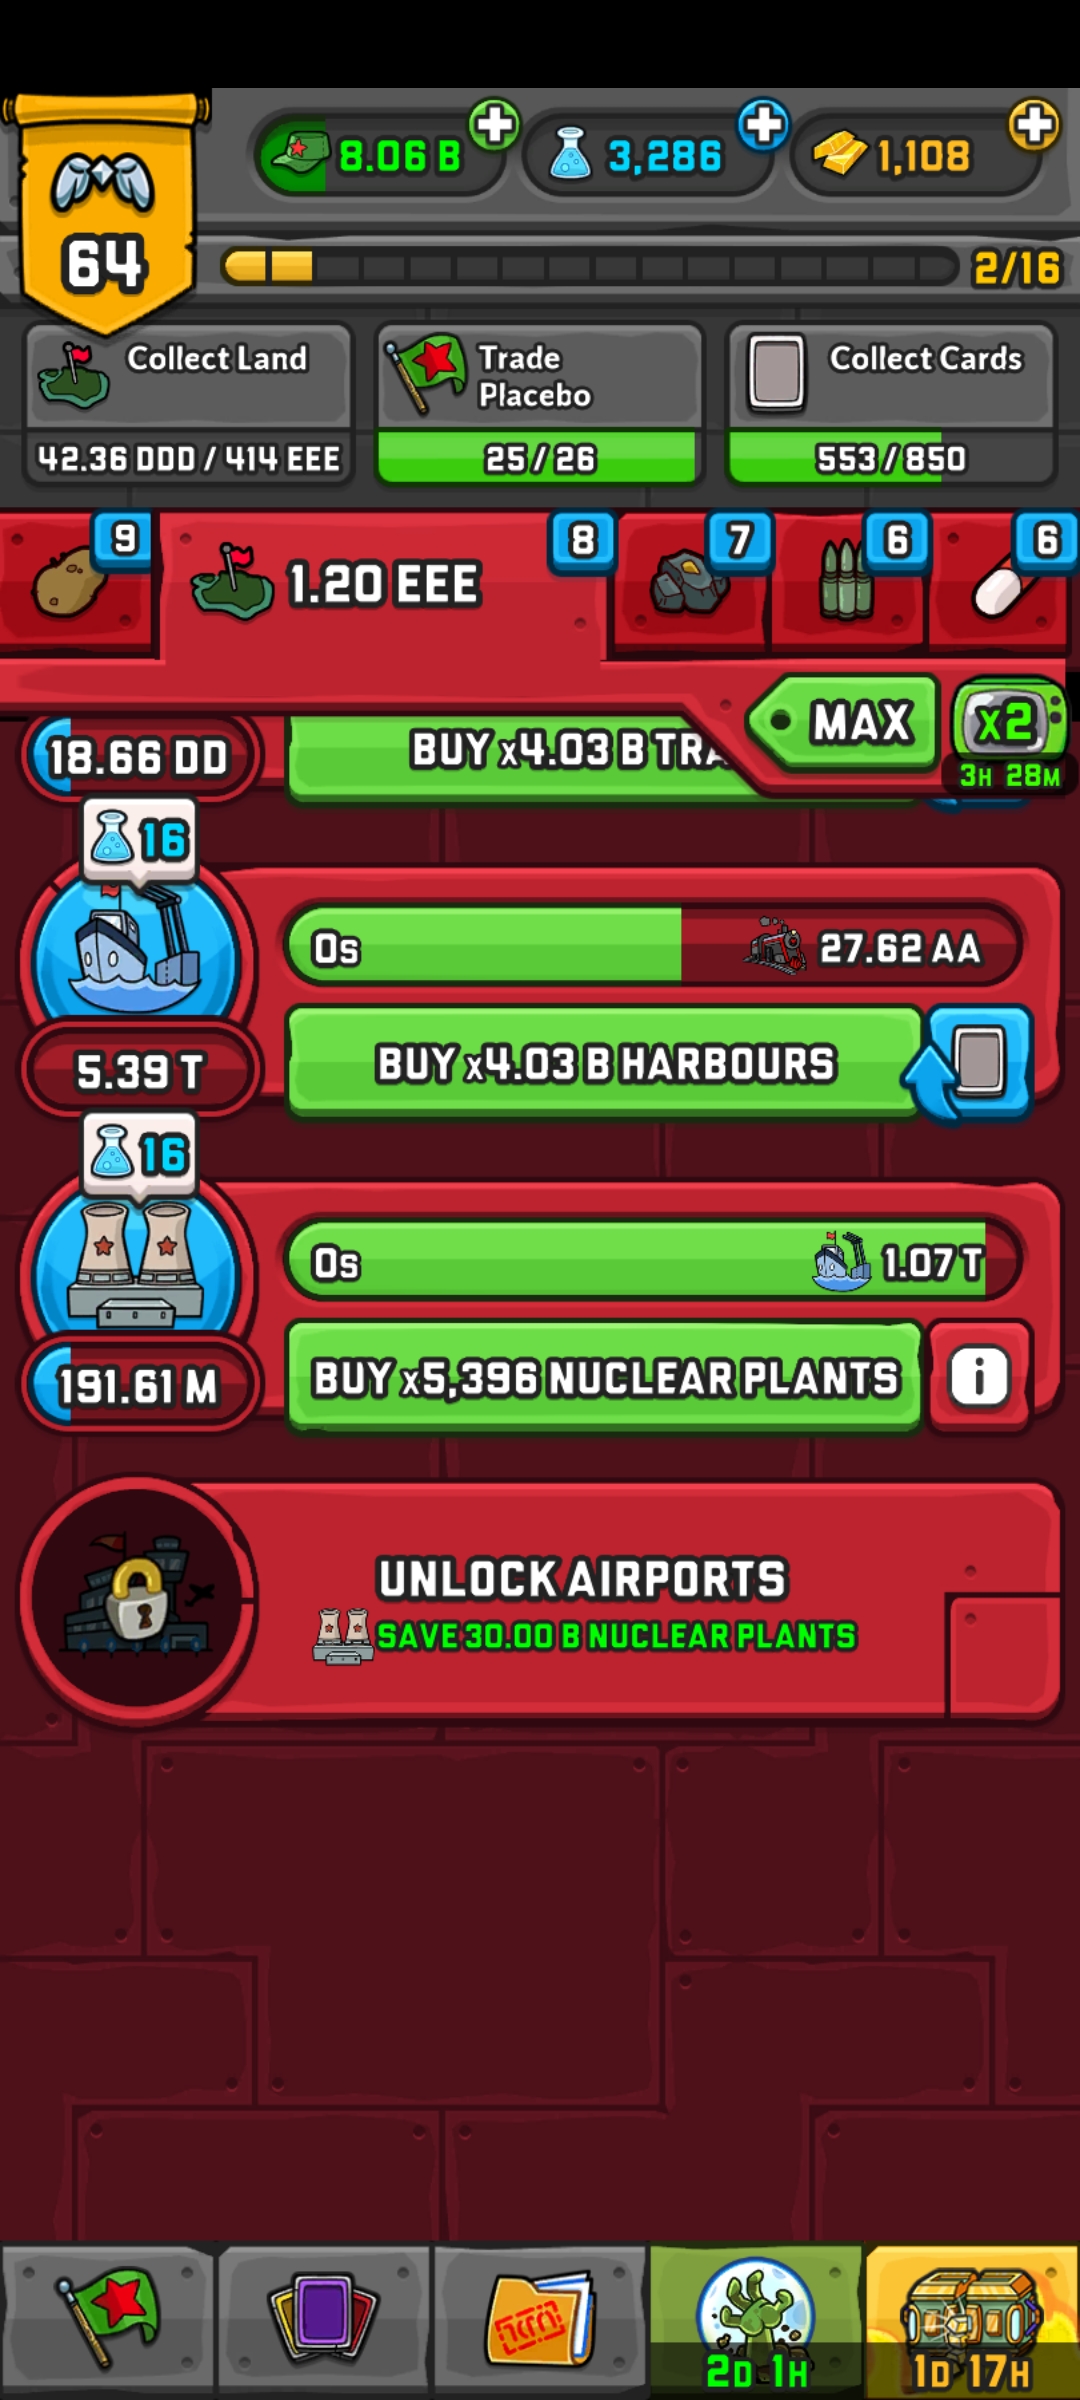 64
8.06 B
3,286
1,108
2/16
Collect Land
42.36 DDD / 414 EEE
Trade
Placebo
25/26
Collect Cards
553/850
9
1.20 EEE
8
7
6
6
MAX
x2
3H 28M
18.66 DD
BUY x4.03 B
16
0s
27.62 AA
5.39 T
BUY x4.03 B HARBOURS
16
0s
1.07 T
191.61 M
BUY x5,396 NUCLEAR PLANTS
i
UNLOCK AIRPORTS
SAVE 30.00 B NUCLEAR PLANTS
2D 1H
1D 17H